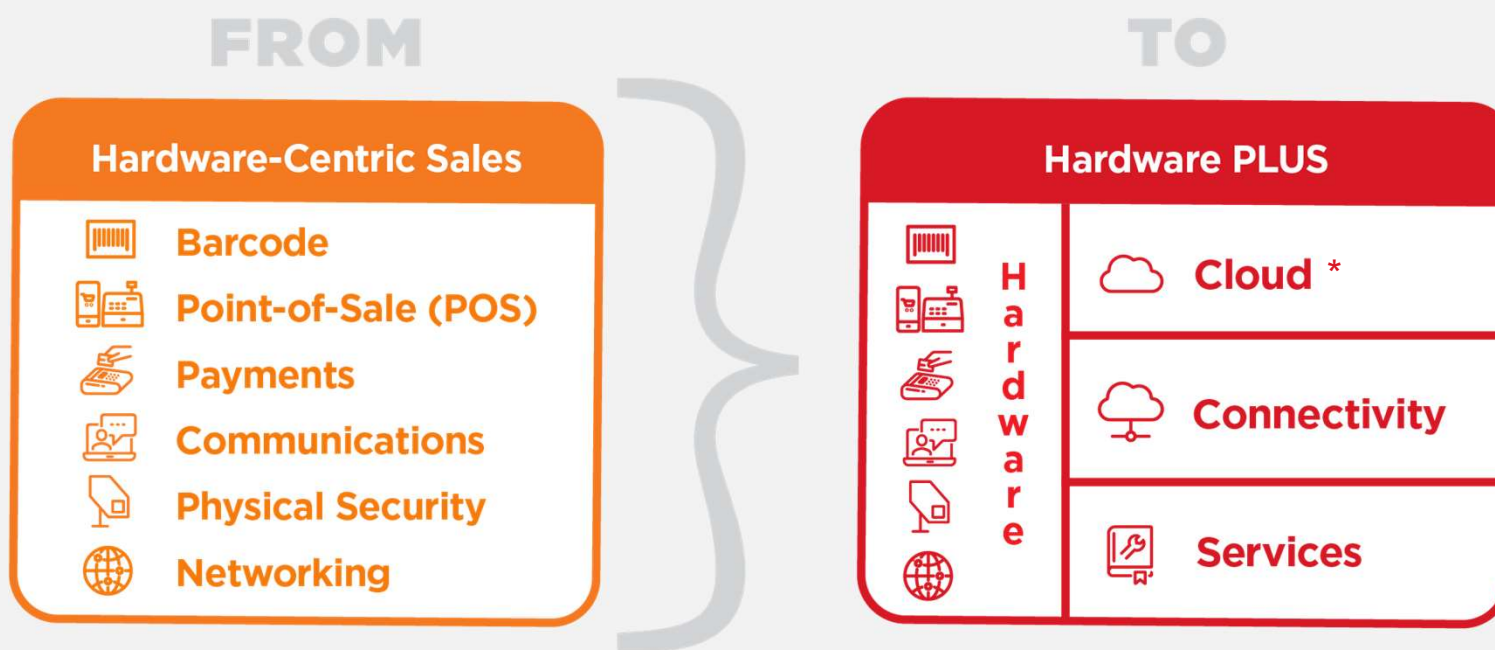 FROM
TO
Hardware-Centric Sales
Barcode
Point-of-Sale (POS)
Payments
Communications
Physical Security
Networking
Hardware PLUS
Hardware
Cloud *
Connectivity
Services